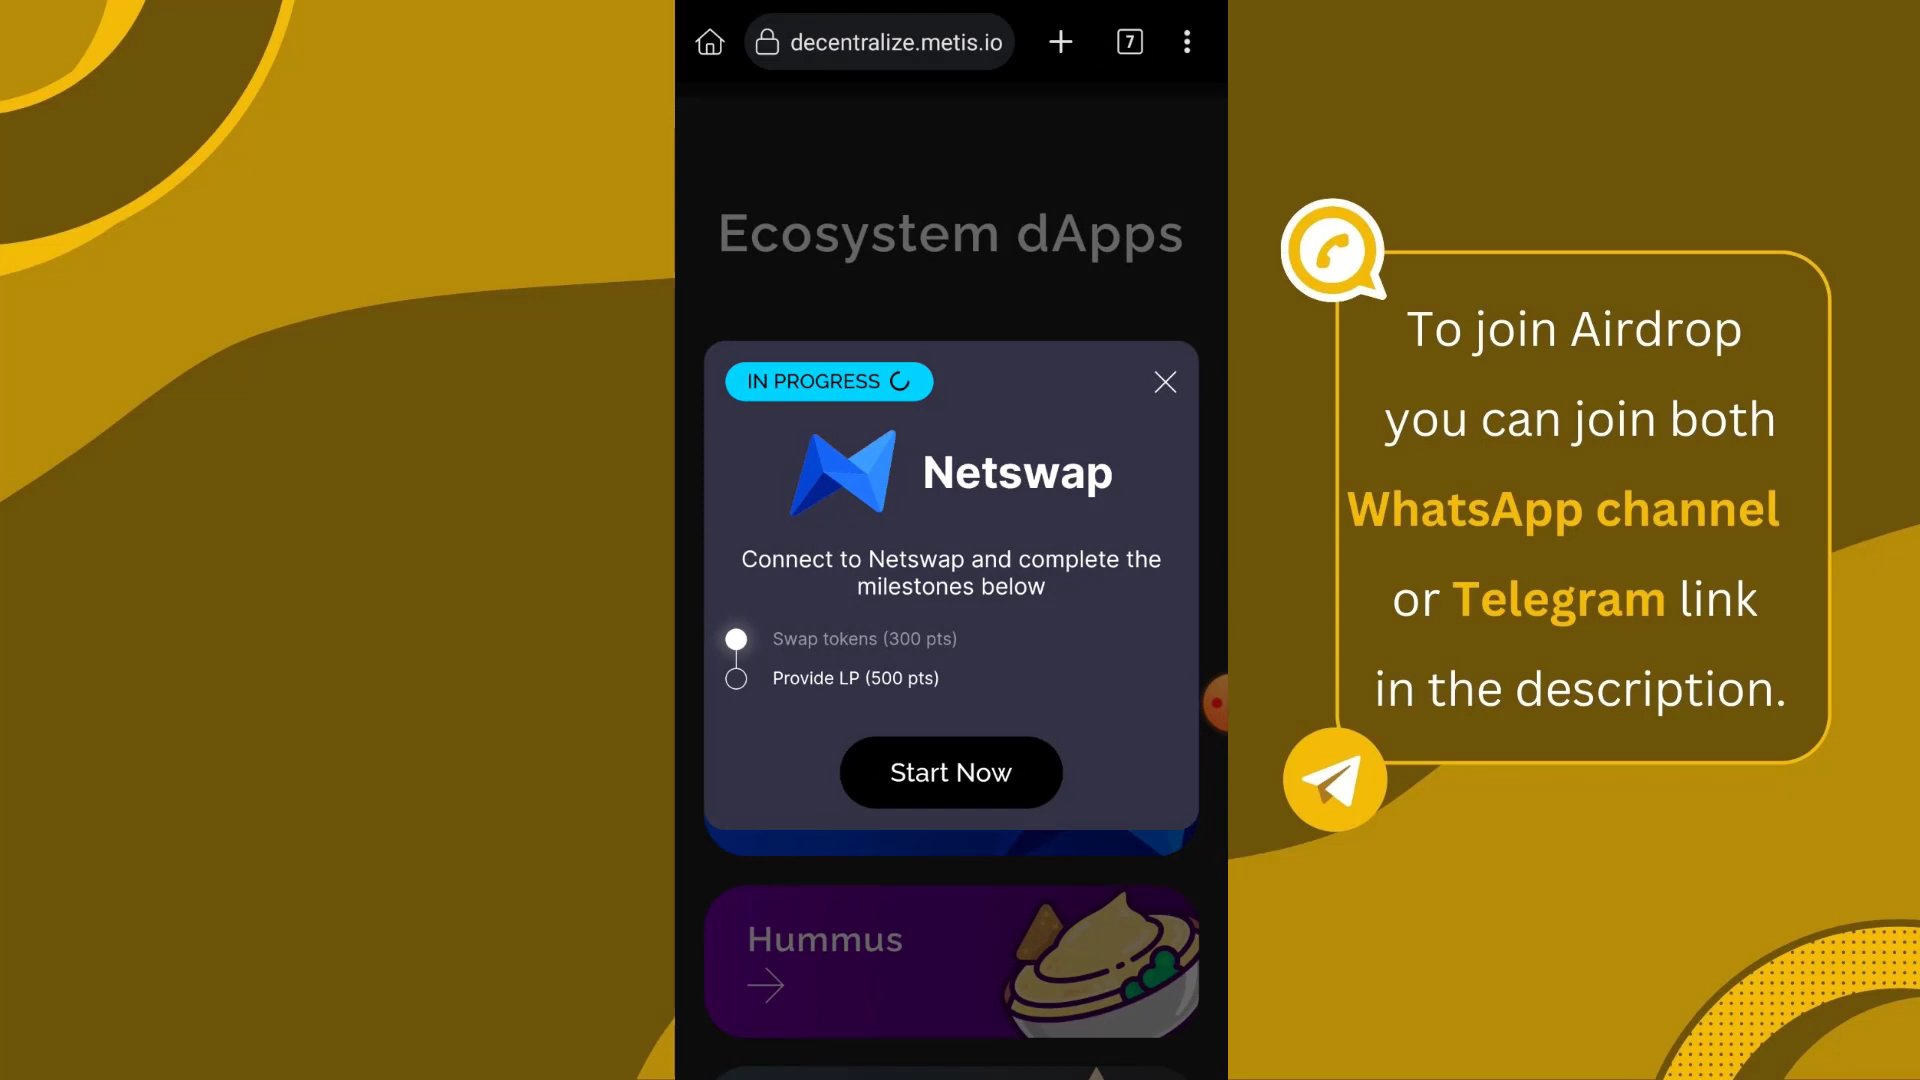 decentralize.metis.io
7
Ecosystem dApps
IN PROGRESS
Netswap
Connect to Netswap and complete the
milestones below
Swap tokens (300 pts)
Provide LP (500 pts)
Start Now
Hummus
To join Airdrop
you can join both
WhatsApp channel
or Telegram link
in the description.